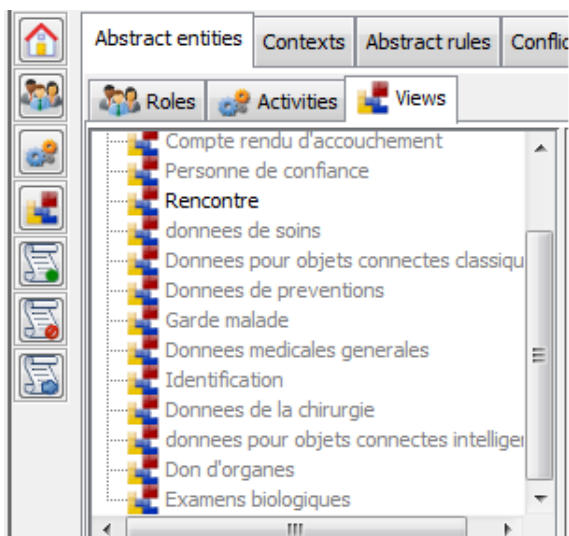 Abstract entities Contexts Abstract rules Conflic
Roles Activities Views
Compte rendu d'accouchement
Personne de confiance
Rencontre
donnees de soins
Donnees pour objets connectes classiqu
Donnees de preventions
Garde malade
Donnees medicales generales
Identification
Donnees de la chirurgie
donnees pour objets connectes intelliger
Don d'organes
Examens biologiques